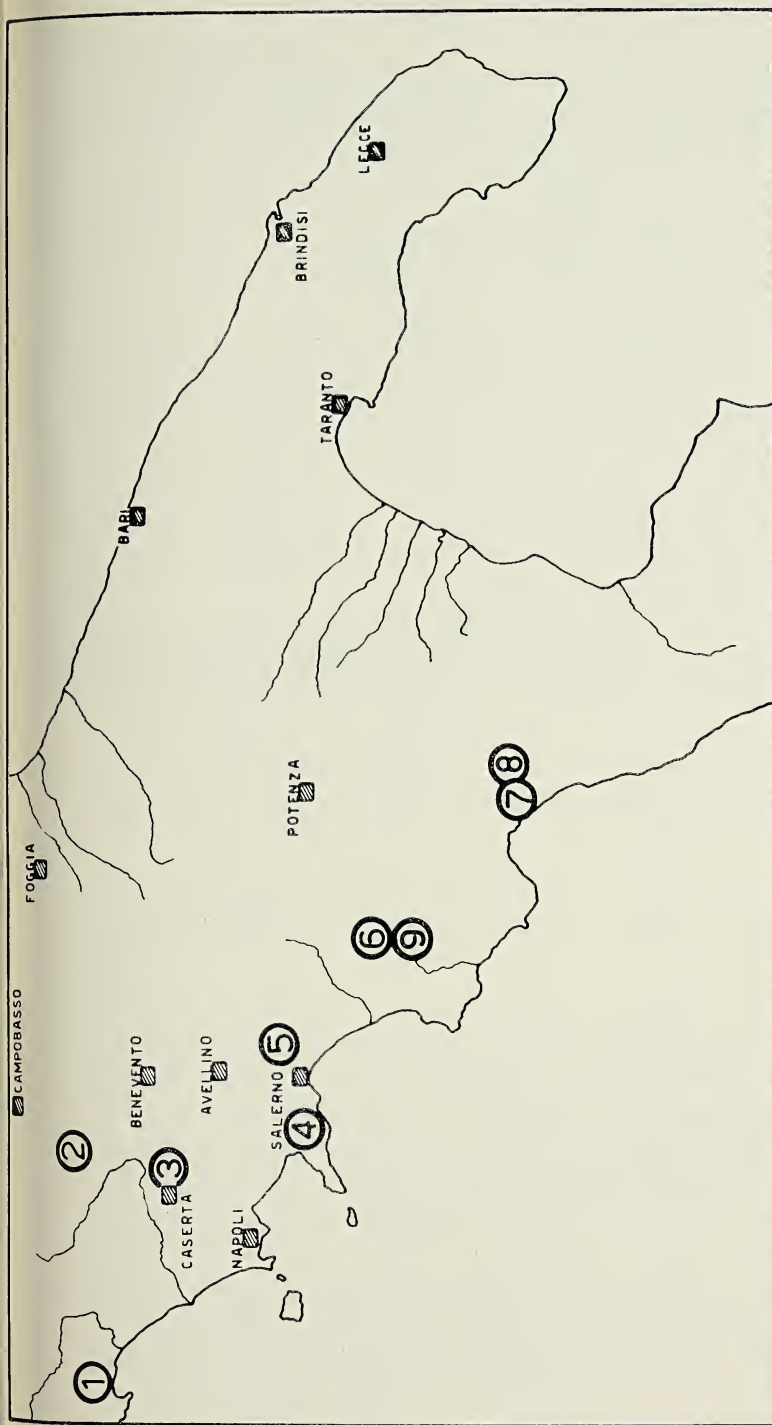 CAMPOBASSO
FOGGIA
BENEVENTO
AVELLINO
CASERTA
NAPOLI
SALERNO
POTENZA
BARI
TARANTO
BRINDISI
LECCE
1
2
3
4
5
6
9
7
8